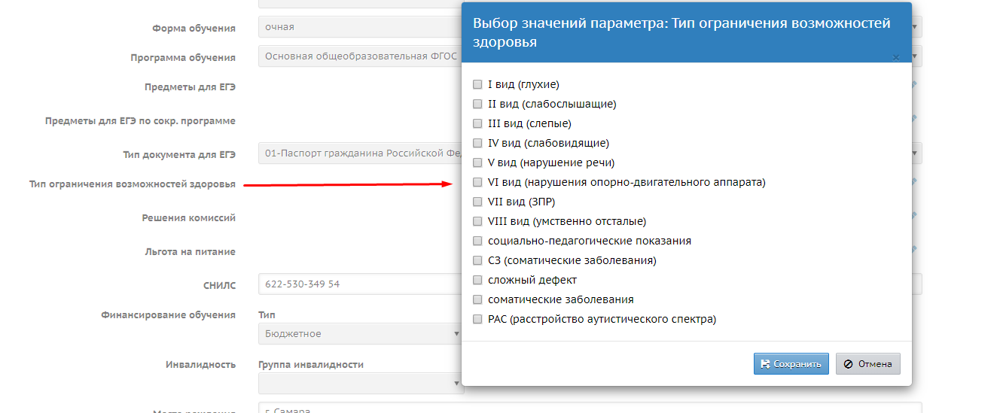 Выбор значений параметра: Тип ограничения возможностей
здоровья
×
I вид (глухие)
II вид (слабослышащие)
III вид (слепые)
IV вид (слабовидящие)
V вид (нарушение речи)
VI вид (нарушения опорно-двигательного аппарата)
VII вид (ЗПР)
VIII вид (умственно отсталые)
социально-педагогические показания
СЗ (соматические заболевания)
сложный дефект
соматические заболевания
РАС (расстройство аутистического спектра)
Сохранить
Отмена
Форма обучения
очная
Программа обучения
Основная общеобразовательная ФГОС
Предметы для ЕГЭ
Предметы для ЕГЭ по сокр. программе
Тип документа для ЕГЭ
01-Паспорт гражданина Российской Фед
Тип ограничения возможностей здоровья
Решения комиссий
Льгота на питание
СНИЛС
622-530-349 54
Финансирование обучения
Тип
Бюджетное
Инвалидность
Группа инвалидности
Место рождения
г. Самара